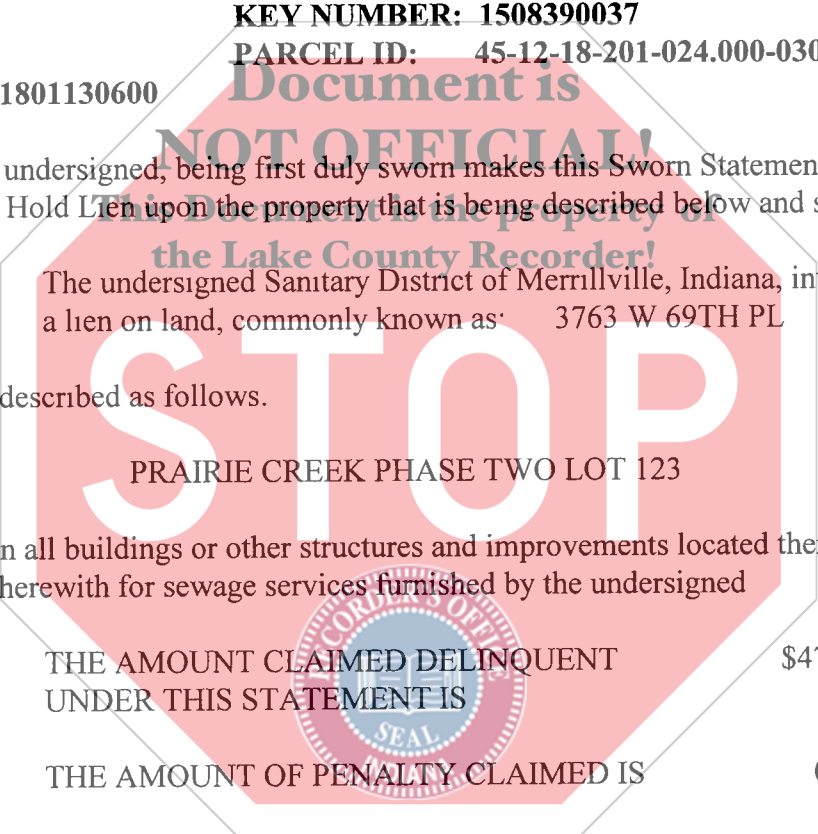 KEY NUMBER: 1508390037
PARCEL ID: 45-12-18-201-024.000-030
1801130600
Document is
NOT OFFICIAL!
undersigned, being first duly sworn makes this Sworn Statemen
Hold Lien upon the property that is being described below and s
This Document is the property of
the Lake County Recorder!
The undersigned Sanitary District of Merrillville, Indiana, in
a lien on land, commonly known as: 3763 W 69TH PL
STOP
described as follows.
PRAIRIE CREEK PHASE TWO LOT 123
n all buildings or other structures and improvements located the
herewith for sewage services furnished by the undersigned
RECORDER'S OFFICE
THE AMOUNT CLAIMED DELINQUENT $4
UNDER THIS STATEMENT IS
SEAL
INDIANA
THE AMOUNT OF PENALTY CLAIMED IS